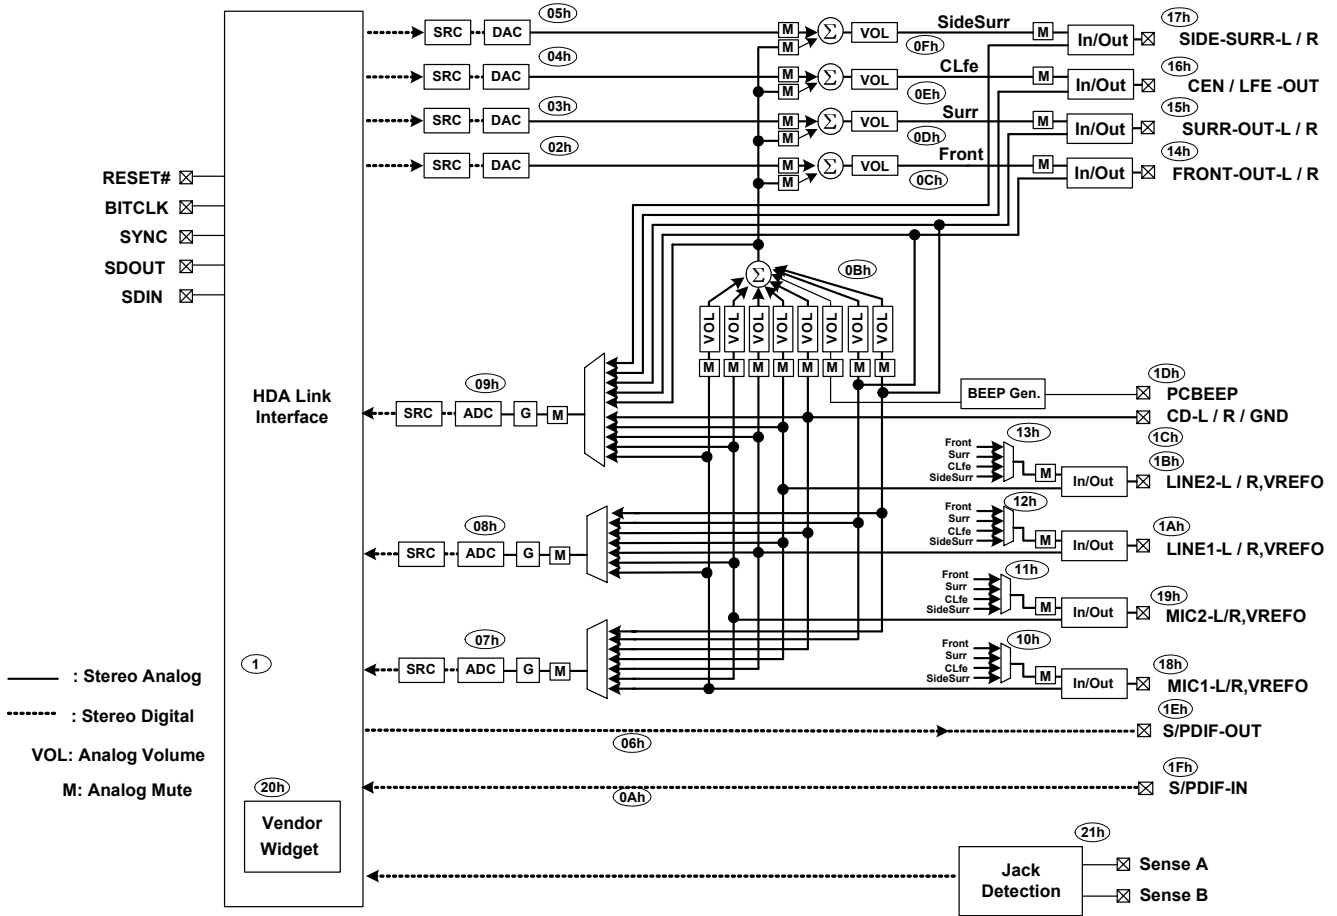 05h
SRC DAC M Σ VOL SideSurr M In/Out 17h
M 0Fh SIDE-SURR-L / R
04h
SRC DAC M Σ VOL CLfe M In/Out 16h
M 0Eh CEN / LFE -OUT
03h
SRC DAC M Σ VOL Surr M In/Out 15h
M 0Dh SURR-OUT-L / R
02h
SRC DAC M Σ VOL Front M In/Out 14h
M 0Ch FRONT-OUT-L / R
RESET#
BITCLK
SYNC
SDOUT
SDIN
Σ 0Bh
VOL VOL VOL VOL VOL VOL VOL VOL
M M M M M M M M
HDA Link
Interface
09h
SRC ADC G M
BEEP Gen. 1Dh
PCBEEP
CD-L / R / GND
1Ch
Front 13h
Surr
CLfe
SideSurr
M In/Out 1Bh
LINE2-L / R,VREFO
08h
SRC ADC G M
Front 12h
Surr
CLfe
SideSurr
M In/Out 1Ah
LINE1-L / R,VREFO
Front 11h
Surr
CLfe
SideSurr
M In/Out 19h
MIC2-L/R,VREFO
07h
SRC ADC G M
Front 10h
Surr
CLfe
SideSurr
M In/Out 18h
MIC1-L/R,VREFO
1
: Stereo Analog
: Stereo Digital
VOL: Analog Volume
M: Analog Mute
06h
1Eh
S/PDIF-OUT
0Ah
1Fh
S/PDIF-IN
20h
Vendor
Widget
21h
Jack
Detection
Sense A
Sense B